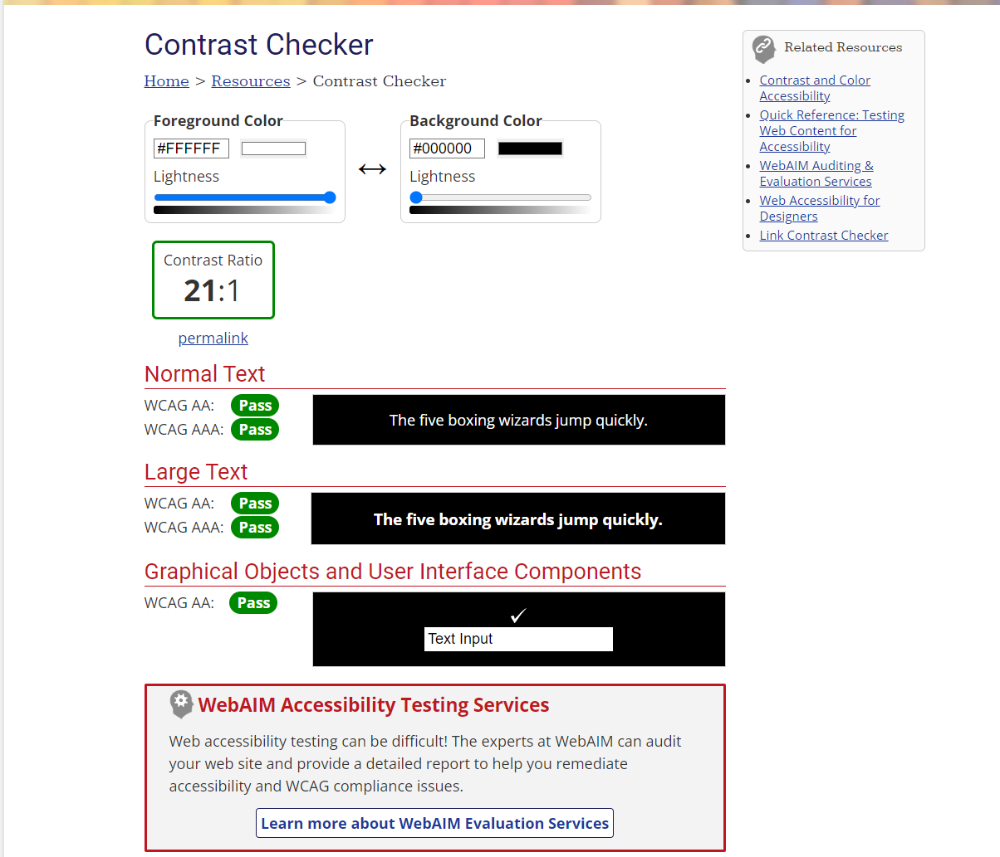 Contrast Checker
Home > Resources > Contrast Checker
Foreground Color
#FFFFFF
Lightness
Background Color
#000000
Lightness
Contrast Ratio
21:1
permalink
Normal Text
WCAG AA: Pass
WCAG AAA: Pass
The five boxing wizards jump quickly.
Large Text
WCAG AA: Pass
WCAG AAA: Pass
The five boxing wizards jump quickly.
Graphical Objects and User Interface Components
WCAG AA: Pass
✓
Text Input
WebAIM Accessibility Testing Services
Web accessibility testing can be difficult! The experts at WebAIM can audit
your web site and provide a detailed report to help you remediate
accessibility and WCAG compliance issues.
Learn more about WebAIM Evaluation Services
Related Resources
Contrast and Color
Accessibility
Quick Reference: Testing
Web Content for
Accessibility
WebAIM Auditing &
Evaluation Services
Web Accessibility for
Designers
Link Contrast Checker